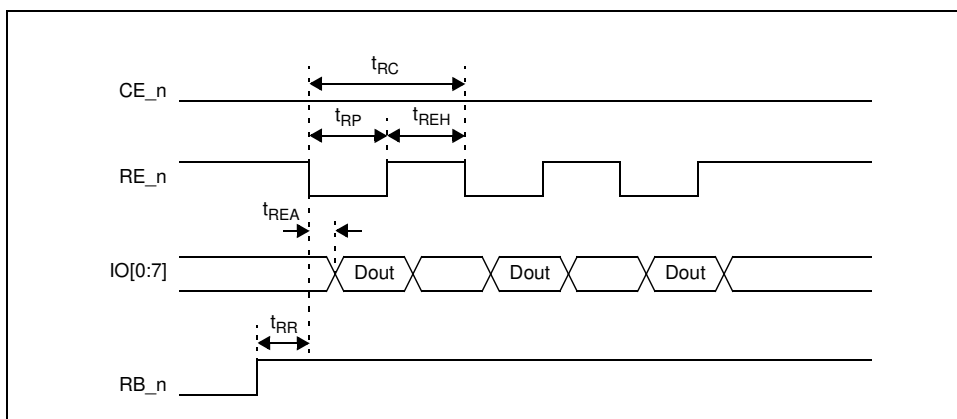 tRC
CE_n
tRP
tREH
RE_n
tREA
IO[0:7]
Dout
Dout
Dout
tRR
RB_n